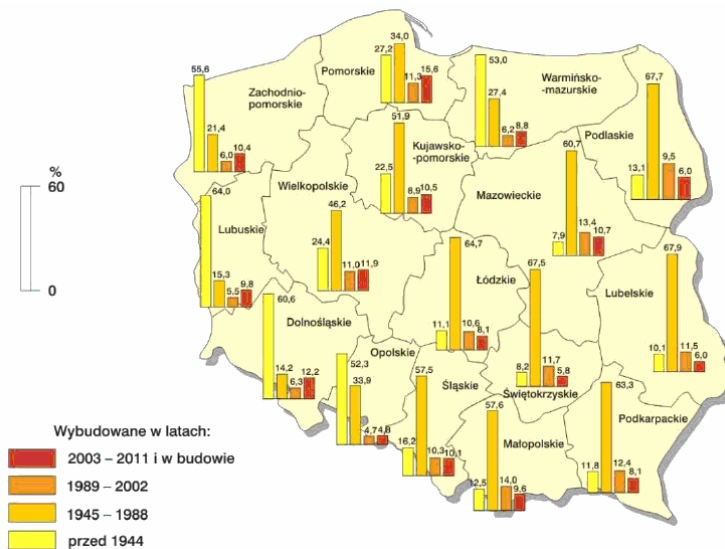 55,6
21,4
6,0
10,4
Zachodnio-
pomorskie
Pomorskie
27,2
34,0
11,3
15,6
53,0
27,4
6,2
8,8
Warmińsko-
-mazurskie
67,7
Podlaskie
13,1
9,5
6,0
51,9
Kujawsko-
-pomorskie
22,5
8,9
10,5
60,7
Mazowieckie
7,9
13,4
10,7
%
60
0
64,0
Lubuskie
15,3
5,5
9,8
Wielkopolskie
46,2
24,4
11,0
11,9
64,7
Łódzkie
11,1
10,6
8,1
67,5
8,2
11,7
5,8
Świętokrzyskie
67,9
Lubelskie
10,1
11,5
6,0
60,6
Dolnośląskie
14,2
6,3
12,2
Opolskie
52,3
33,9
4,7
4,8
57,5
Śląskie
16,2
10,3
10,1
57,6
Małopolskie
12,5
14,0
9,6
63,3
Podkarpackie
11,8
12,4
8,1
Wybudowane w latach:
2003 – 2011 i w budowie
1989 – 2002
1945 – 1988
przed 1944